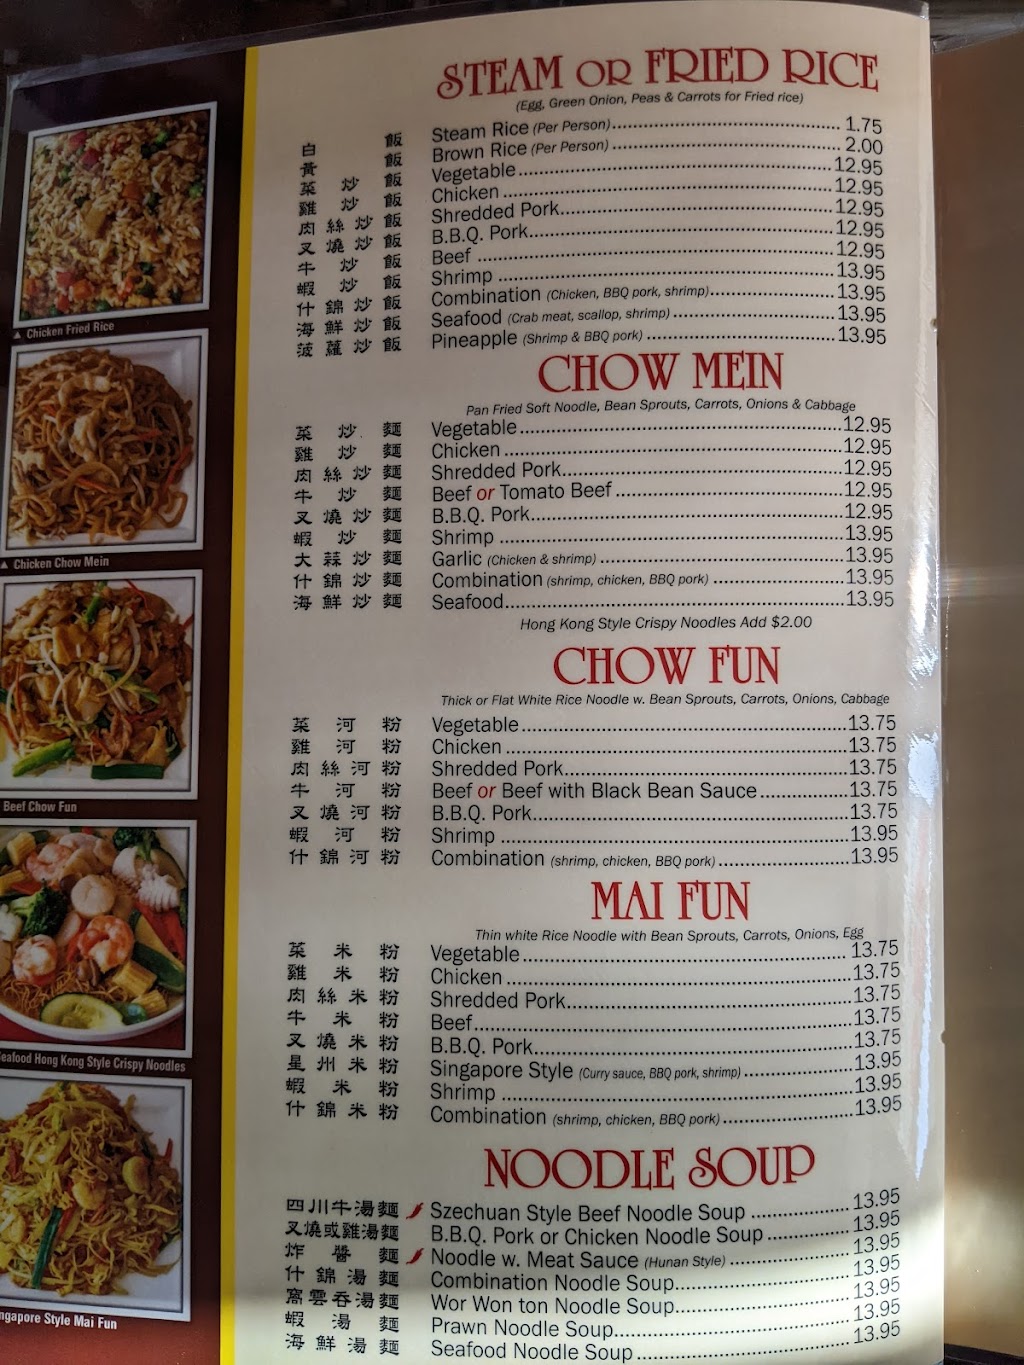 STEAM OR FRIED RICE
(Egg, Green Onion, Peas & Carrots for Fried rice)
白飯 Steam Rice (Per Person) 1.75
黃飯 Brown Rice (Per Person) 2.00
菜炒飯 Vegetable 12.95
雞炒飯 Chicken 12.95
肉絲炒飯 Shredded Pork 12.95
叉燒炒飯 B.B.Q. Pork 12.95
牛炒飯 Beef 12.95
蝦炒飯 Shrimp 13.95
什錦炒飯 Combination (Chicken, BBQ pork, shrimp) 13.95
海鮮炒飯 Seafood (Crab meat, scallop, shrimp) 13.95
菠蘿炒飯 Pineapple (Shrimp & BBQ pork) 13.95
CHOW MEIN
Pan Fried Soft Noodle, Bean Sprouts, Carrots, Onions & Cabbage
菜炒麵 Vegetable 12.95
雞炒麵 Chicken 12.95
肉絲炒麵 Shredded Pork 12.95
牛炒麵 Beef or Tomato Beef 12.95
叉燒炒麵 B.B.Q. Pork 12.95
蝦炒麵 Shrimp 13.95
大蒜炒麵 Garlic (Chicken & shrimp) 13.95
什錦炒麵 Combination (shrimp, chicken, BBQ pork) 13.95
海鮮炒麵 Seafood 13.95
Hong Kong Style Crispy Noodles Add $2.00
CHOW FUN
Thick or Flat White Rice Noodle w. Bean Sprouts, Carrots, Onions, Cabbage
菜河粉 Vegetable 13.75
雞河粉 Chicken 13.75
肉絲河粉 Shredded Pork 13.75
牛河粉 Beef or Beef with Black Bean Sauce 13.75
叉燒河粉 B.B.Q. Pork 13.75
蝦河粉 Shrimp 13.95
什錦河粉 Combination (shrimp, chicken, BBQ pork) 13.95
MAI FUN
Thin white Rice Noodle with Bean Sprouts, Carrots, Onions, Egg
菜米粉 Vegetable 13.75
雞米粉 Chicken 13.75
肉絲米粉 Shredded Pork 13.75
牛米粉 Beef 13.75
叉燒米粉 B.B.Q. Pork 13.75
星州米粉 Singapore Style (Curry sauce, BBQ pork, shrimp) 13.95
蝦米粉 Shrimp 13.95
什錦米粉 Combination (shrimp, chicken, BBQ pork) 13.95
NOODLE SOUP
四川牛湯麵 Szechuan Style Beef Noodle Soup 13.95
叉燒或雞湯麵 B.B.Q. Pork or Chicken Noodle Soup 13.95
炸醬麵 Noodle w. Meat Sauce (Hunan Style) 13.95
什錦湯麵 Combination Noodle Soup 13.95
窩雲吞湯麵 Wor Won ton Noodle Soup 13.95
蝦湯麵 Prawn Noodle Soup 13.95
海鮮湯麵 Seafood Noodle Soup 13.95
▲ Chicken Fried Rice
▲ Chicken Chow Mein
Beef Chow Fun
Seafood Hong Kong Style Crispy Noodles
ngapore Style Mai Fun